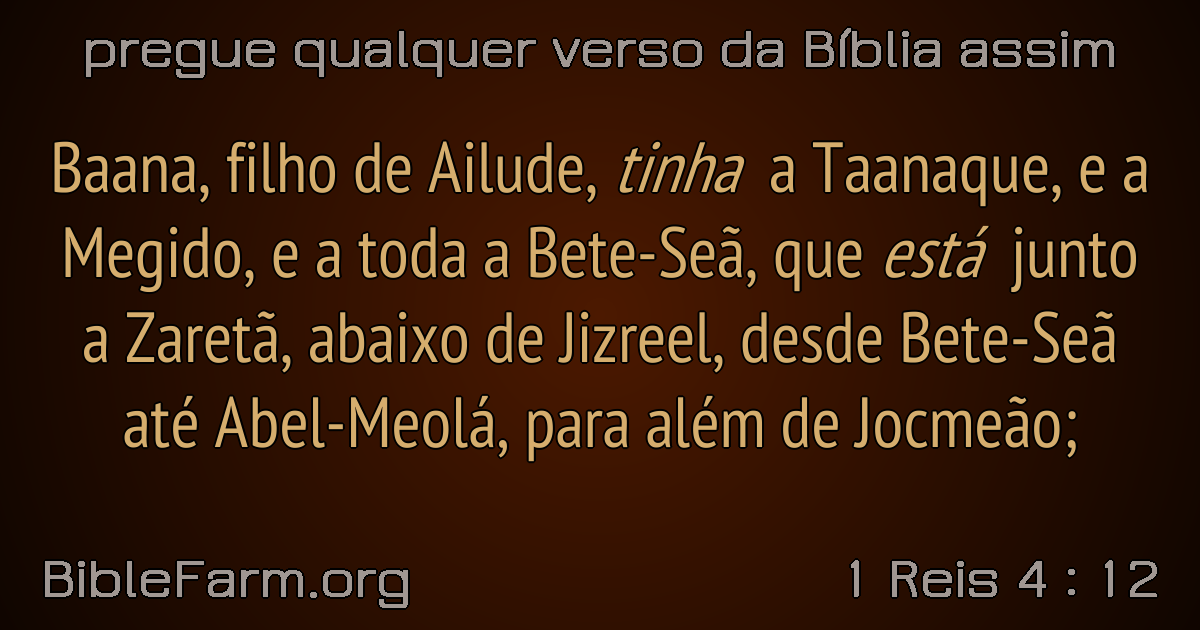 pregue qualquer verso da Bíblia assim
Baana, filho de Ailude, tinha a Taanaque, e a
Megido, e a toda a Bete-Seã, que está junto
a Zaretã, abaixo de Jizreel, desde Bete-Seã
até Abel-Meolá, para além de Jocmeão;
BibleFarm.org
1 Reis 4 : 12